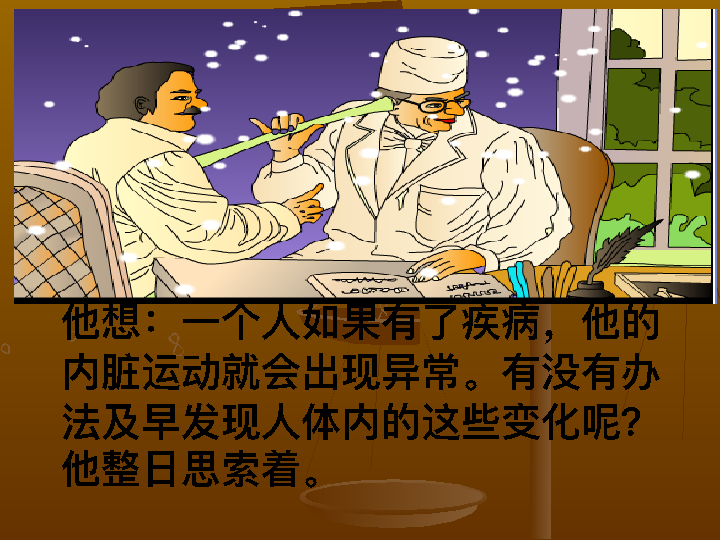 他想：一个人如果有了疾病，他的
内脏运动就会出现异常。有没有办
法及早发现人体内的这些变化呢？
他整日思索着。